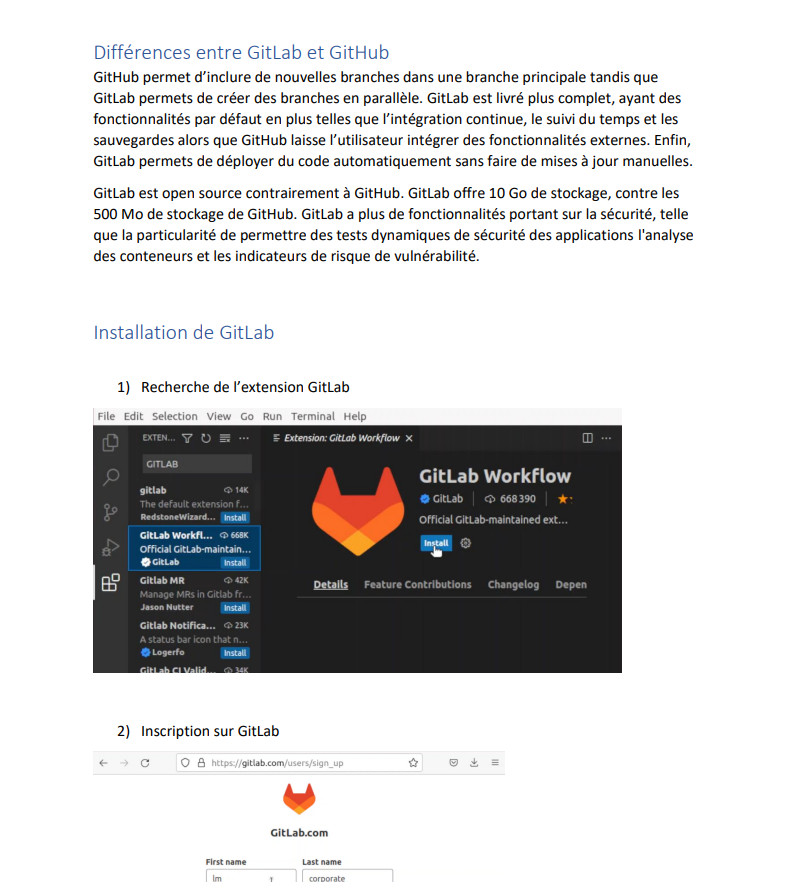 Différences entre GitLab et GitHub
GitHub permet d’inclure de nouvelles branches dans une branche principale tandis que
GitLab permets de créer des branches en parallèle. GitLab est livré plus complet, ayant des
fonctionnalités par défaut en plus telles que l’intégration continue, le suivi du temps et les
sauvegardes alors que GitHub laisse l’utilisateur intégrer des fonctionnalités externes. Enfin,
GitLab permets de déployer du code automatiquement sans faire de mises à jour manuelles.
GitLab est open source contrairement à GitHub. GitLab offre 10 Go de stockage, contre les
500 Mo de stockage de GitHub. GitLab a plus de fonctionnalités portant sur la sécurité, telle
que la particularité de permettre des tests dynamiques de sécurité des applications l'analyse
des conteneurs et les indicateurs de risque de vulnérabilité.
Installation de GitLab
1) Recherche de l’extension GitLab
File Edit Selection View Go Run Terminal Help
EXTEN...
Extension: GitLab Workflow
GITLAB
gitlab 14K
The default extension f...
RedstoneWizard... Install
GitLab Workfl... 668K
Official GitLab-maintain...
GitLab Install
Gitlab MR 42K
Manage MRs in Gitlab fr...
Jason Nutter Install
Gitlab Notifica... 23K
A status bar icon that n...
Logerfo Install
GitLab CI Valid... 34K
GitLab Workflow
GitLab 668 390
Official GitLab-maintained ext...
Install
Details Feature Contributions Changelog Depen
2) Inscription sur GitLab
https://gitlab.com/users/sign_up
GitLab.com
First name Last name
Im corporate